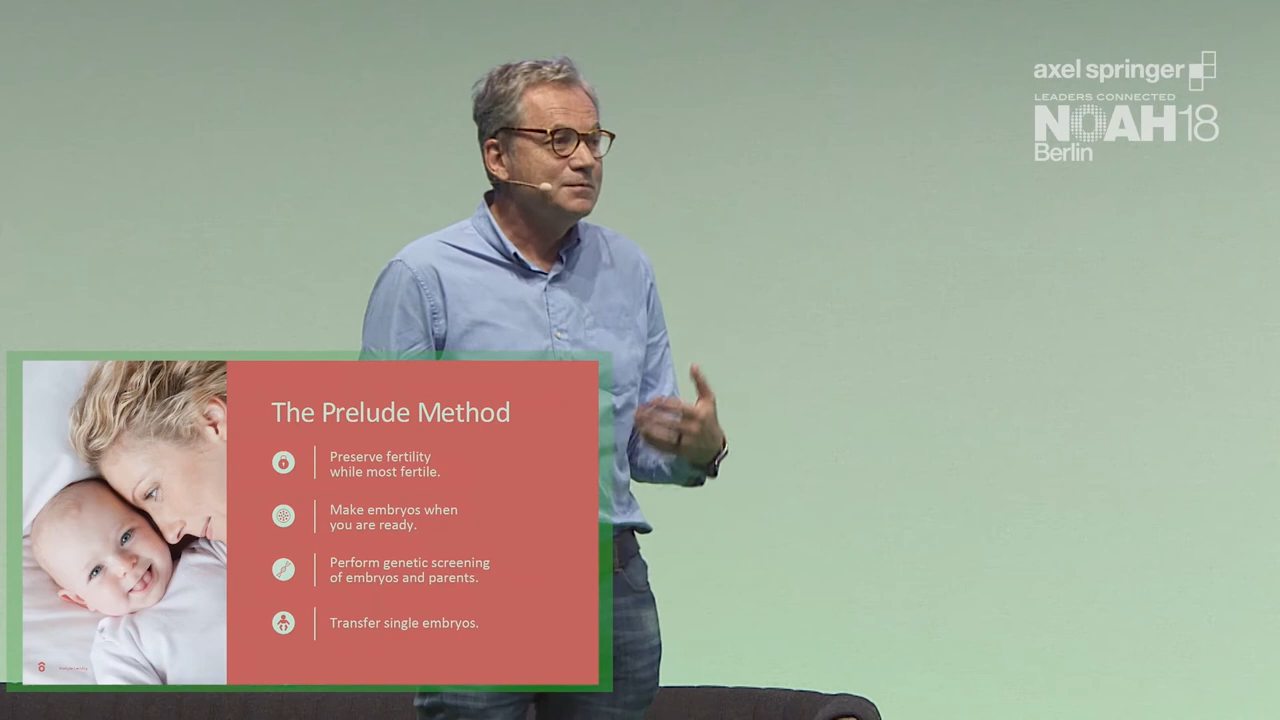 axel springer
LEADERS CONNECTED
NOAH18
Berlin
The Prelude Method
Preserve fertility
while most fertile.
Make embryos when
you are ready.
Perform genetic screening
of embryos and parents.
Transfer single embryos.